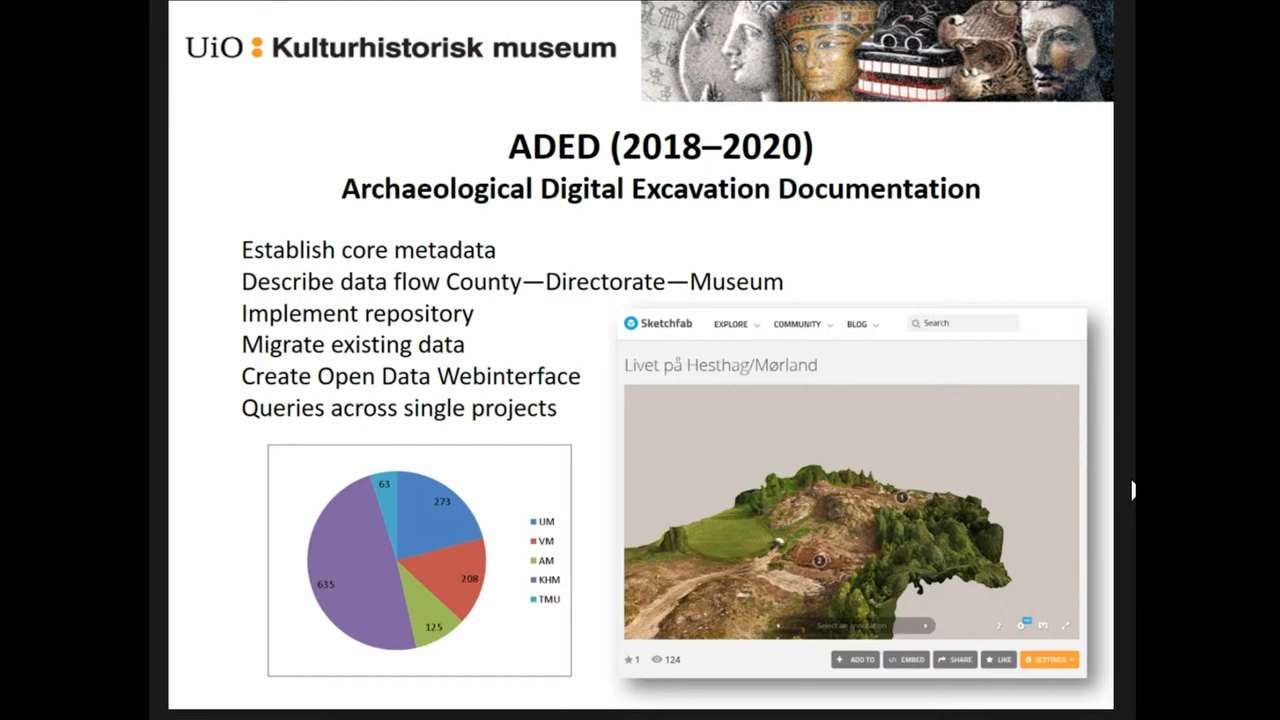 UiO : Kulturhistorisk museum
ADED (2018–2020)
Archaeological Digital Excavation Documentation
Establish core metadata
Describe data flow County—Directorate—Museum
Implement repository
Migrate existing data
Create Open Data Webinterface
Queries across single projects
63
273
208
125
635
UM
VM
AM
KHM
TMU
Sketchfab EXPLORE COMMUNITY BLOG Search
Livet på Hesthag/Mørland
1
2
Select an annotation
1 124 ADD TO EMBED SHARE LIKE SETTINGS